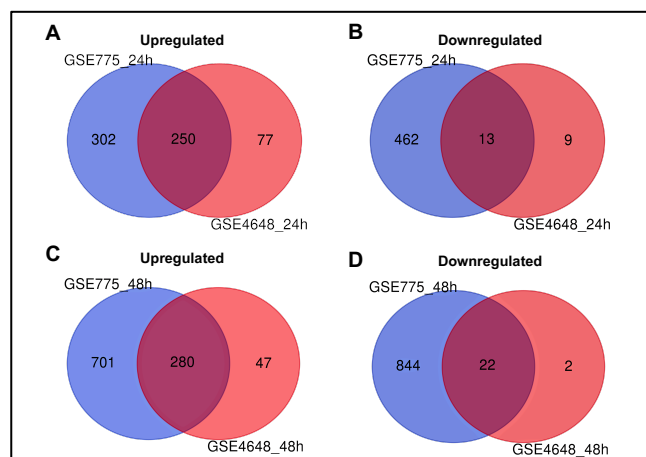 A
Upregulated
GSE775_24h
302
250
77
GSE4648_24h
B
Downregulated
GSE775_24h
462
13
9
GSE4648_24h
C
Upregulated
GSE775_48h
701
280
47
GSE4648_48h
D
Downregulated
GSE775_48h
844
22
2
GSE4648_48h